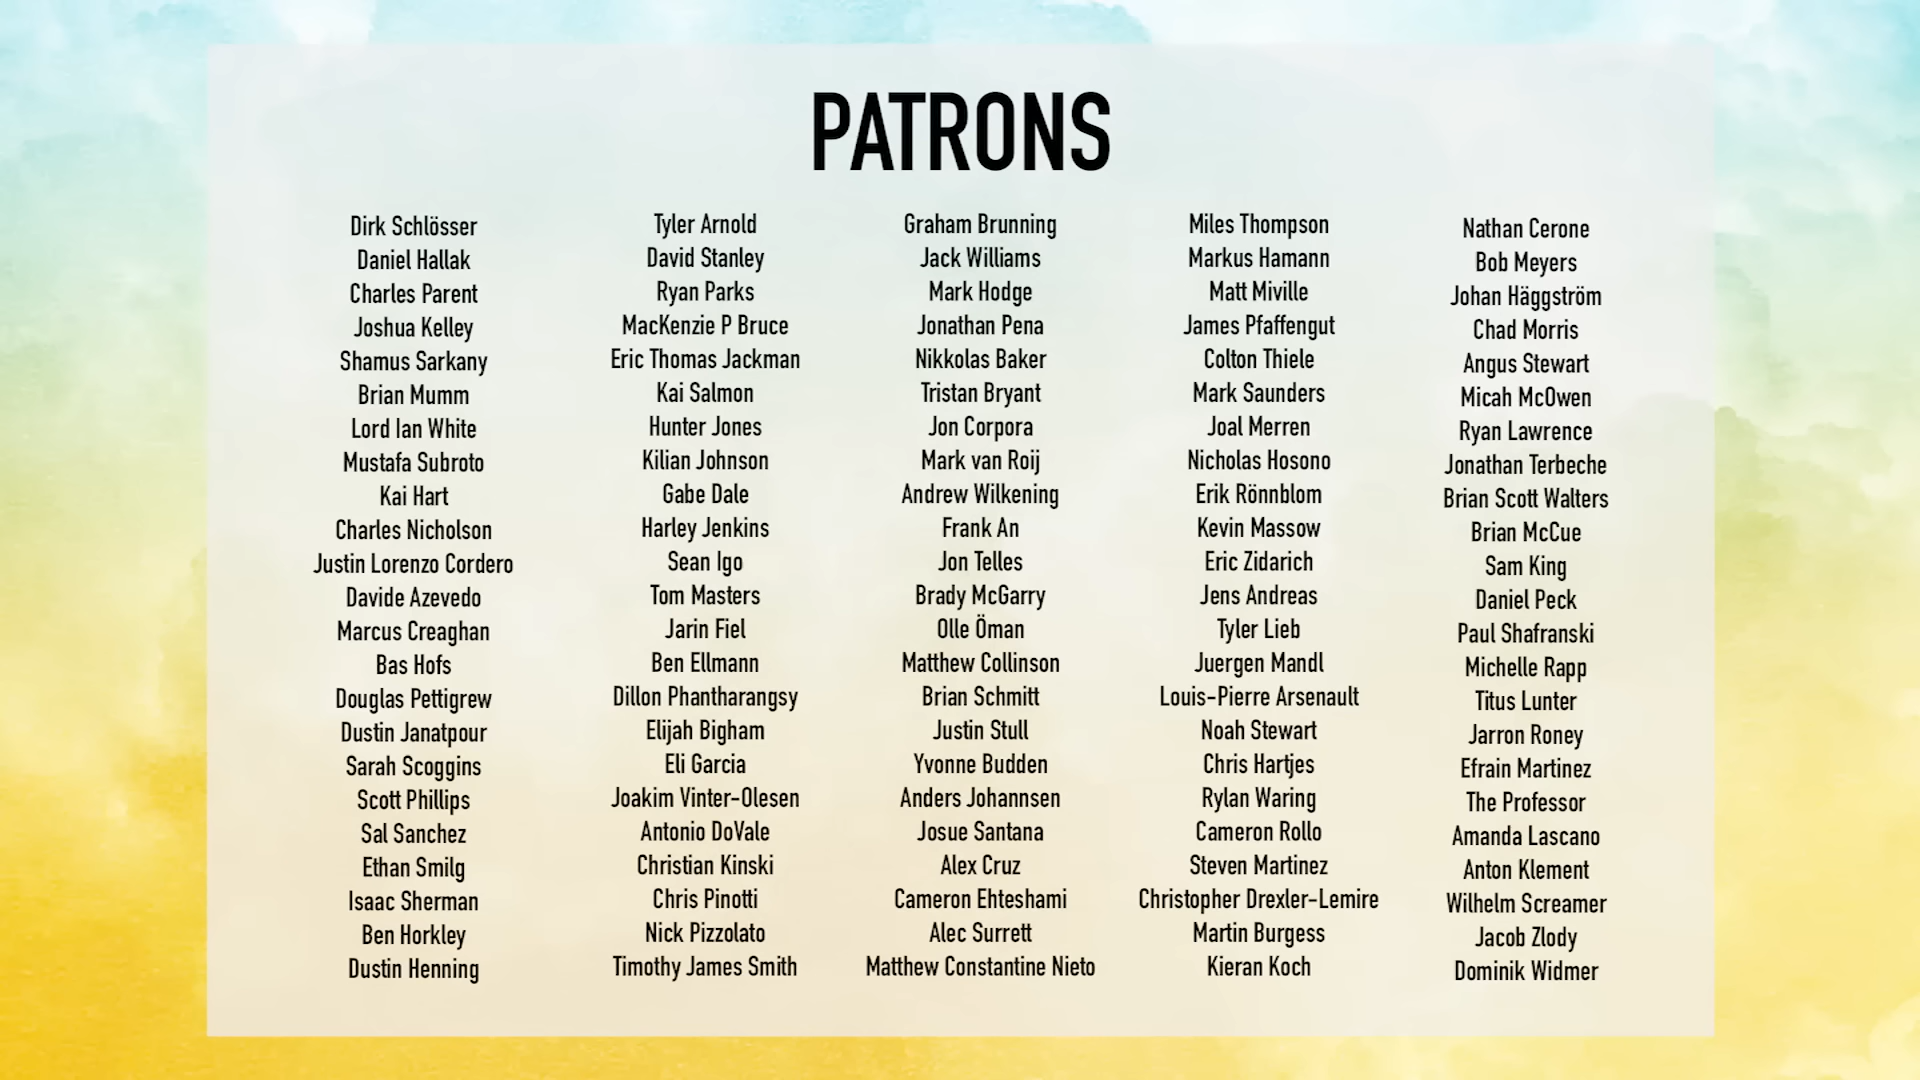 PATRONS
Dirk Schlösser
Daniel Hallak
Charles Parent
Joshua Kelley
Shamus Sarkany
Brian Mumm
Lord Ian White
Mustafa Subroto
Kai Hart
Charles Nicholson
Justin Lorenzo Cordero
Davide Azevedo
Marcus Creaghan
Bas Hofs
Douglas Pettigrew
Dustin Janatpour
Sarah Scoggins
Scott Phillips
Sal Sanchez
Ethan Smilg
Isaac Sherman
Ben Horkley
Dustin Henning
Tyler Arnold
David Stanley
Ryan Parks
MacKenzie P Bruce
Eric Thomas Jackman
Kai Salmon
Hunter Jones
Kilian Johnson
Gabe Dale
Harley Jenkins
Sean Igo
Tom Masters
Jarin Fiel
Ben Ellmann
Dillon Phantharangsy
Elijah Bigham
Eli Garcia
Joakim Vinter-Olesen
Antonio DoVale
Christian Kinski
Chris Pinotti
Nick Pizzolato
Timothy James Smith
Graham Brunning
Jack Williams
Mark Hodge
Jonathan Pena
Nikkolas Baker
Tristan Bryant
Jon Corpora
Mark van Roij
Andrew Wilkening
Frank An
Jon Telles
Brady McGarry
Olle Öman
Matthew Collinson
Brian Schmitt
Justin Stull
Yvonne Budden
Anders Johannsen
Josue Santana
Alex Cruz
Cameron Ehteshami
Alec Surrett
Matthew Constantine Nieto
Miles Thompson
Markus Hamann
Matt Miville
James Pfaffengut
Colton Thiele
Mark Saunders
Joal Merren
Nicholas Hosono
Erik Rönnblom
Kevin Massow
Eric Zidarich
Jens Andreas
Tyler Lieb
Juergen Mandl
Louis-Pierre Arsenault
Noah Stewart
Chris Hartjes
Rylan Waring
Cameron Rollo
Steven Martinez
Christopher Drexler-Lemire
Martin Burgess
Kieran Koch
Nathan Cerone
Bob Meyers
Johan Häggström
Chad Morris
Angus Stewart
Micah McOwen
Ryan Lawrence
Jonathan Terbeche
Brian Scott Walters
Brian McCue
Sam King
Daniel Peck
Paul Shafranski
Michelle Rapp
Titus Lunter
Jarron Roney
Efrain Martinez
The Professor
Amanda Lascano
Anton Klement
Wilhelm Screamer
Jacob Zlody
Dominik Widmer